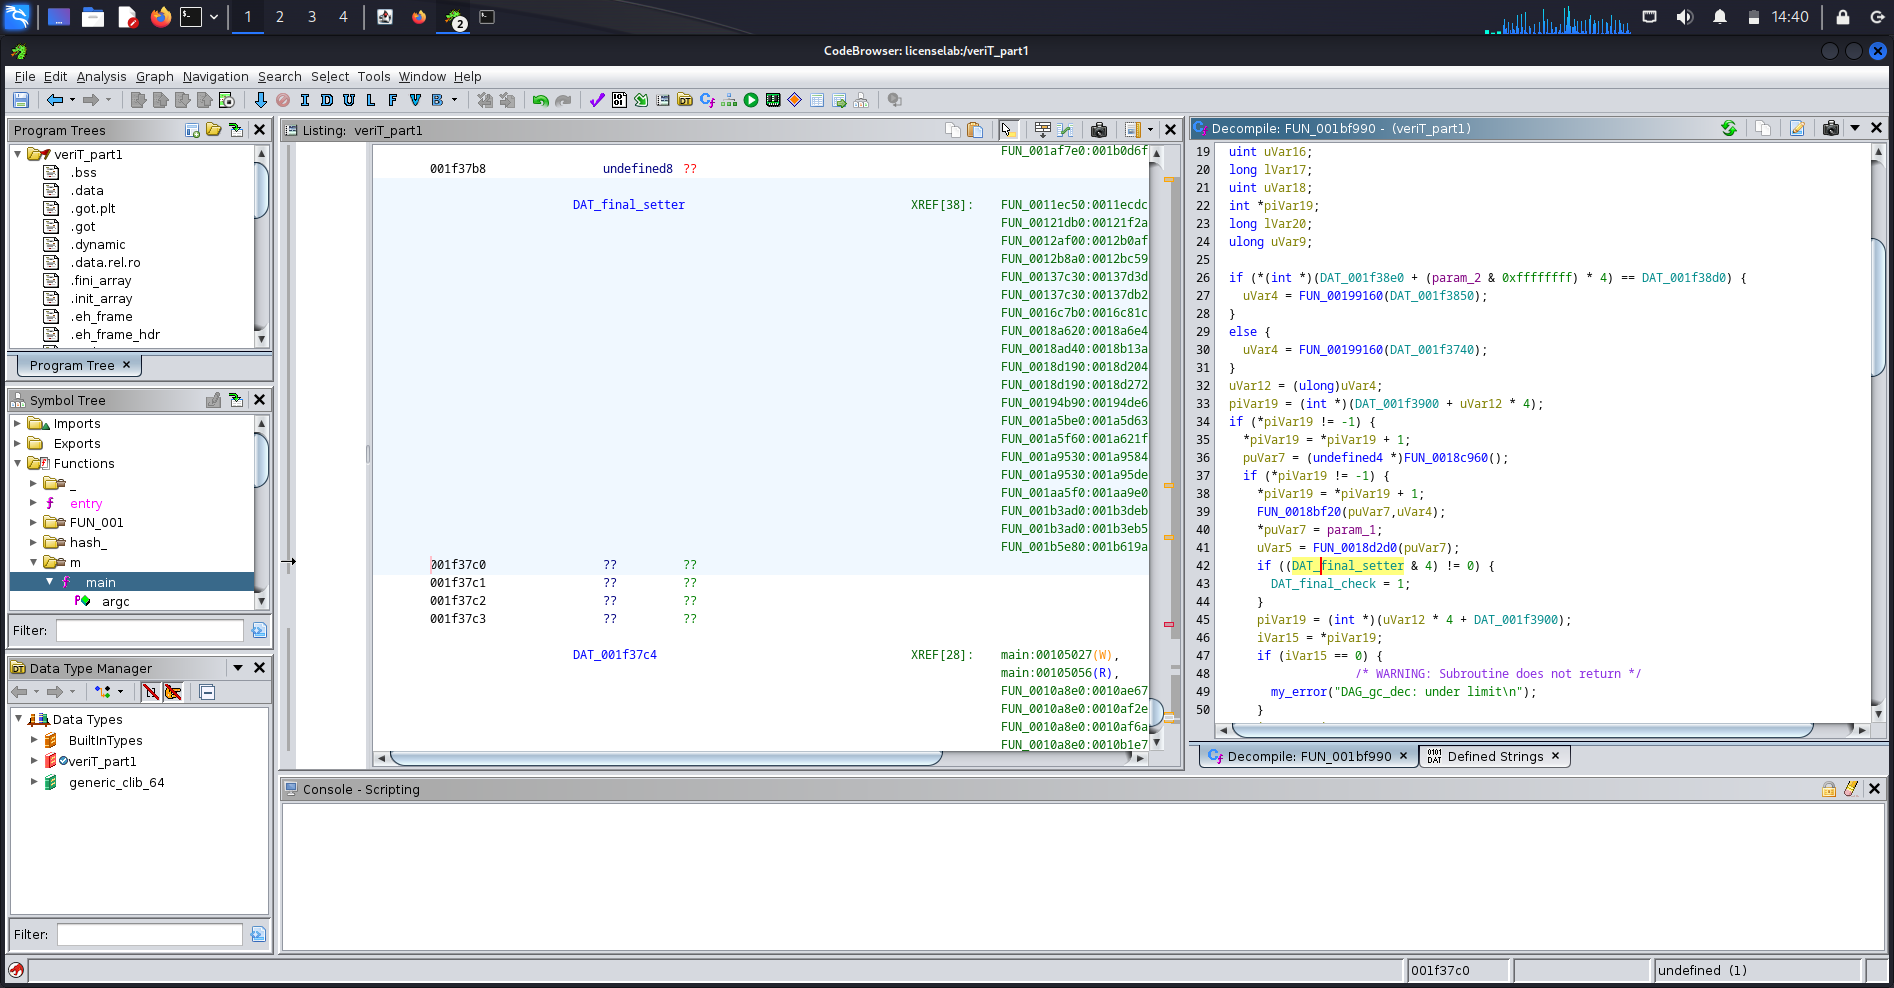 1 2 3 4 2 14:40
CodeBrowser: licenselab:/veriT_part1
File Edit Analysis Graph Navigation Search Select Tools Window Help
I D U L F V B
Program Trees
veriT_part1
.bss
.data
.got.plt
.got
.dynamic
.data.rel.ro
.fini_array
.init_array
.eh_frame
.eh_frame_hdr
Program Tree ×
Symbol Tree
Imports
Exports
Functions
_
entry
FUN_001
hash_
m
main
argc
Filter:
Data Type Manager
Data Types
BuiltInTypes
veriT_part1
generic_clib_64
Filter:
Listing: veriT_part1
FUN_001af7e0:001b0d6f
001f37b8 undefined8 ??
DAT_final_setter XREF[38]: FUN_0011ec50:0011ecdc
FUN_00121db0:00121f2a
FUN_0012af00:0012b0af
FUN_0012b8a0:0012bc59
FUN_00137c30:00137d3d
FUN_00137c30:00137db2
FUN_0016c7b0:0016c81c
FUN_0018a620:0018a6e4
FUN_0018ad40:0018b13a
FUN_0018d190:0018d204
FUN_0018d190:0018d272
FUN_00194b90:00194de6
FUN_001a5be0:001a5d63
FUN_001a5f60:001a621f
FUN_001a9530:001a9584
FUN_001a9530:001a95de
FUN_001aa5f0:001aa9e0
FUN_001b3ad0:001b3deb
FUN_001b3ad0:001b3eb5
FUN_001b5e80:001b619a
001f37c0 ?? ??
001f37c1 ?? ??
001f37c2 ?? ??
001f37c3 ?? ??
DAT_001f37c4 XREF[28]: main:00105027(W),
main:00105056(R),
FUN_0010a8e0:0010ae67
FUN_0010a8e0:0010af2e
FUN_0010a8e0:0010af6a
FUN_0010a8e0:0010b1e7
Decompile: FUN_001bf990 - (veriT_part1)
19 uint uVar16;
20 long lVar17;
21 uint uVar18;
22 int *piVar19;
23 long lVar20;
24 ulong uVar9;
25
26 if (*(int *)(DAT_001f38e0 + (param_2 & 0xffffffff) * 4) == DAT_001f38d0) {
27 uVar4 = FUN_00199160(DAT_001f3850);
28 }
29 else {
30 uVar4 = FUN_00199160(DAT_001f3740);
31 }
32 uVar12 = (ulong)uVar4;
33 piVar19 = (int *)(DAT_001f3900 + uVar12 * 4);
34 if (*piVar19 != -1) {
35 *piVar19 = *piVar19 + 1;
36 puVar7 = (undefined4 *)FUN_0018c960();
37 if (*piVar19 != -1) {
38 *piVar19 = *piVar19 + 1;
39 FUN_0018bf20(puVar7,uVar4);
40 *puVar7 = param_1;
41 uVar5 = FUN_0018d2d0(puVar7);
42 if ((DAT_final_setter & 4) != 0) {
43 DAT_final_check = 1;
44 }
45 piVar19 = (int *)(uVar12 * 4 + DAT_001f3900);
46 iVar15 = *piVar19;
47 if (iVar15 == 0) {
48 /* WARNING: Subroutine does not return */
49 my_error("DAG_gc_dec: under limit\n");
50 }
Decompile: FUN_001bf990 × Defined Strings ×
Console - Scripting
001f37c0 undefined (1)